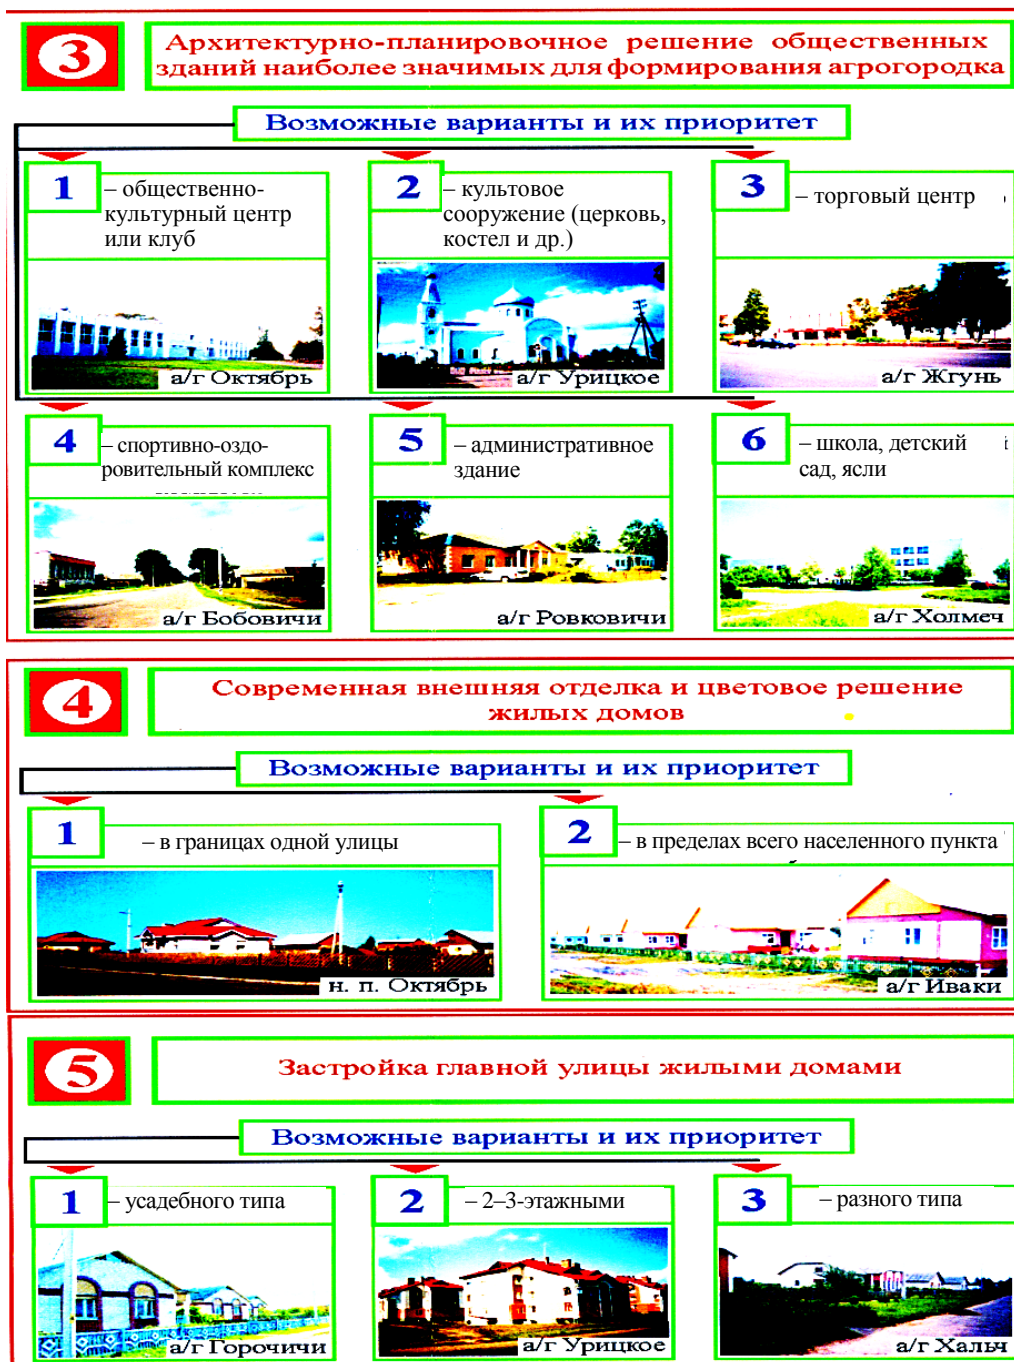 3
Архитектурно-планировочное решение общественных
зданий наиболее значимых для формирования агрогородка
Возможные варианты и их приоритет
1
– общественно-
культурный центр
или клуб
а/г Октябрь
2
– культовое
сооружение (церковь,
костел и др.)
а/г Урицкое
3
– торговый центр
а/г Жгунь
4
– спортивно-оздо-
ровительный комплекс
а/г Бобовичи
5
– административное
здание
а/г Ровковичи
6
– школа, детский
сад, ясли
а/г Холмеч
4
Современная внешняя отделка и цветовое решение
жилых домов
Возможные варианты и их приоритет
1
– в границах одной улицы
н. п. Октябрь
2
– в пределах всего населенного пункта
а/г Иваки
5
Застройка главной улицы жилыми домами
Возможные варианты и их приоритет
1
– усадебного типа
а/г Горочичи
2
– 2–3-этажными
а/г Урицкое
3
– разного типа
а/г Хальч